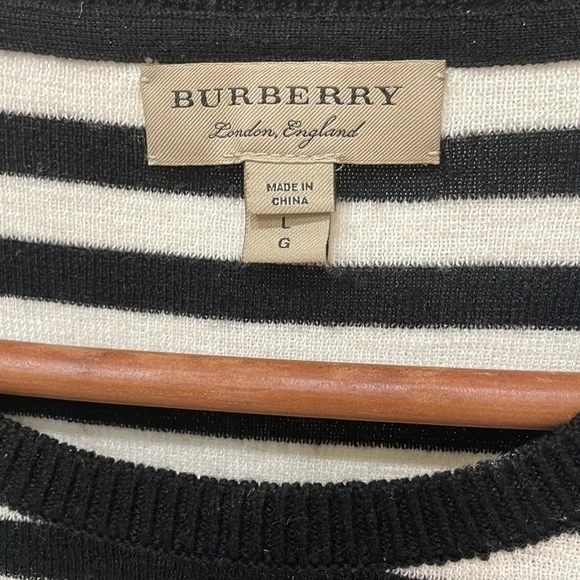 BURBERRY
London, England
MADE IN
CHINA
L
G